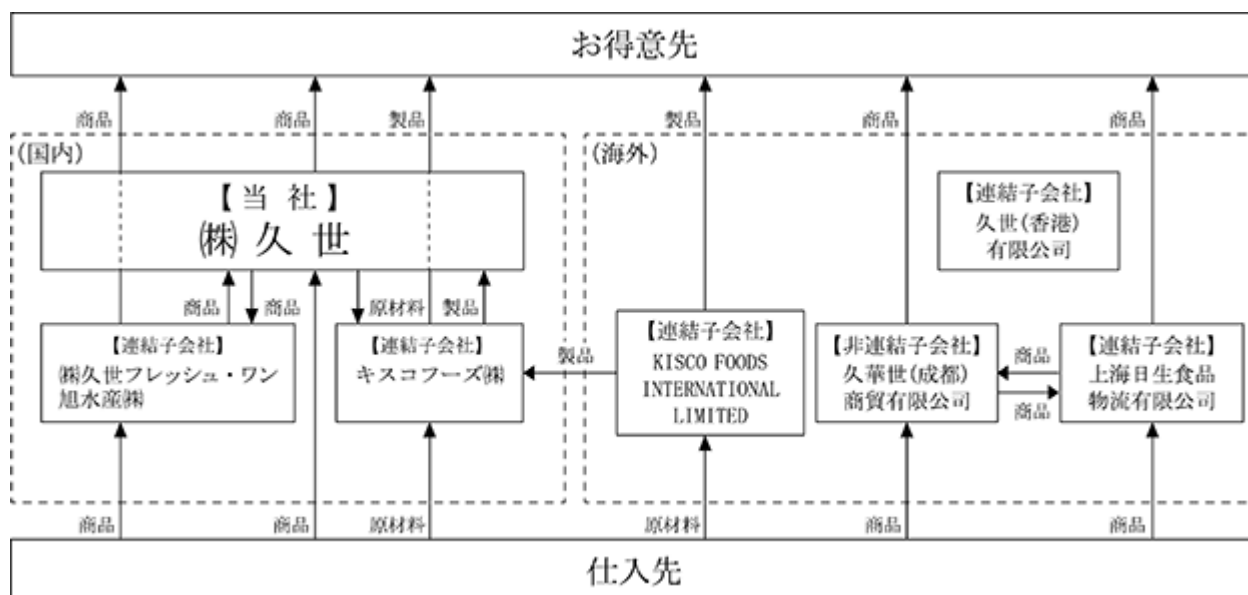 お得意先
商品
商品
製品
製品
商品
商品
(国内)
(海外)
【当 社】
㈱久世
【連結子会社】
久世(香港)
有限公司
商品
商品
原材料
製品
【連結子会社】
㈱久世フレッシュ・ワン
旭水産㈱
【連結子会社】
キスコフーズ㈱
製品
【連結子会社】
KISCO FOODS
INTERNATIONAL
LIMITED
【非連結子会社】
久華世(成都)
商貿有限公司
商品
商品
【連結子会社】
上海日生食品
物流有限公司
商品
商品
原材料
原材料
商品
商品
仕入先